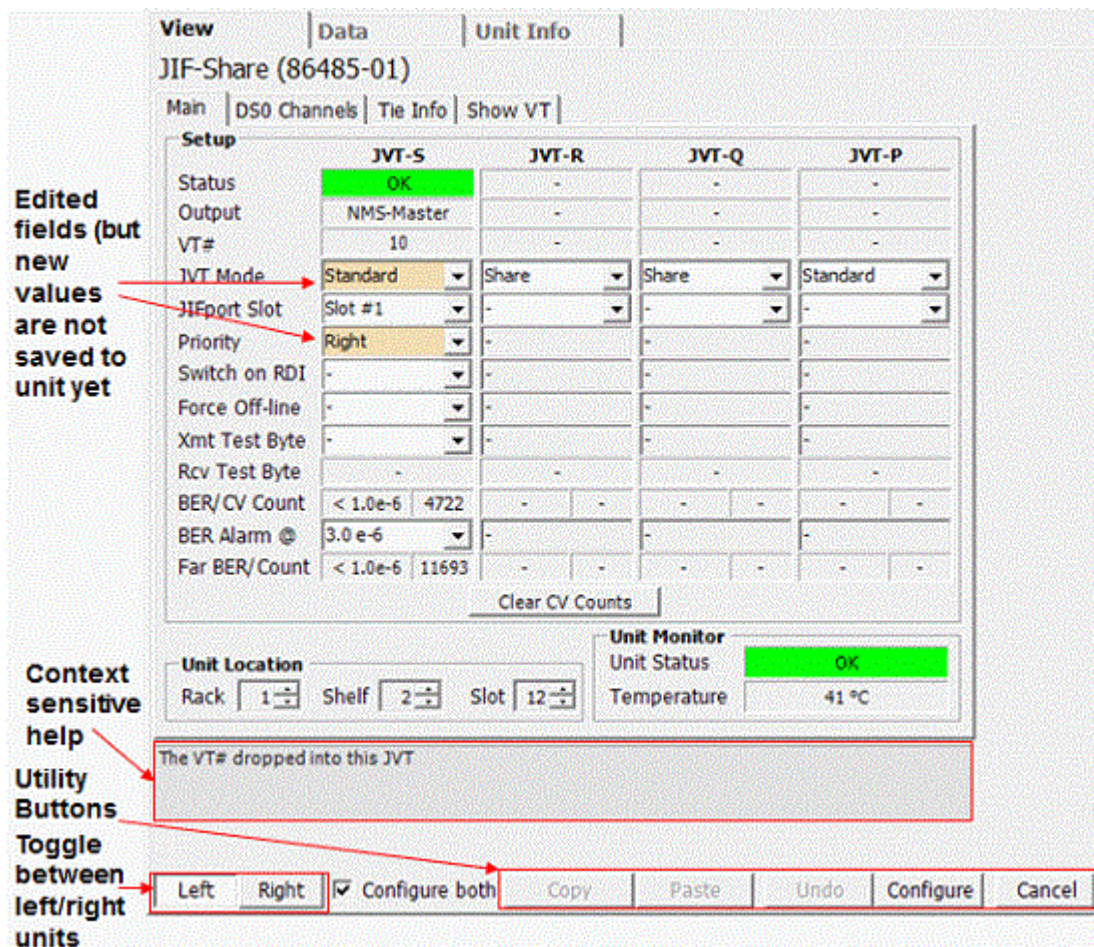 View Data Unit Info
JIF-Share (86485-01)
Main DS0 Channels Tie Info Show VT
Setup
JVT-S JVT-R JVT-Q JVT-P
Status OK - - -
Output NMS-Master - - -
VT# 10 - - -
JVT Mode Standard Share Share Standard
JIFport Slot Slot #1 - - -
Priority Right - - -
Switch on RDI - - - -
Force Off-line - - - -
Xmt Test Byte - - - -
Rcv Test Byte - - - -
BER/CV Count < 1.0e-6 4722 - - - - - -
BER Alarm @ 3.0 e-6 - - -
Far BER/Count < 1.0e-6 11693 - - - - - -
Clear CV Counts
Unit Location
Rack 1 Shelf 2 Slot 12
Unit Monitor
Unit Status OK
Temperature 41 ºC
The VT# dropped into this JVT
Left Right Configure both Copy Paste Undo Configure Cancel
Edited
fields (but
new
values
are not
saved to
unit yet
Context
sensitive
help
Utility
Buttons
Toggle
between
left/right
units